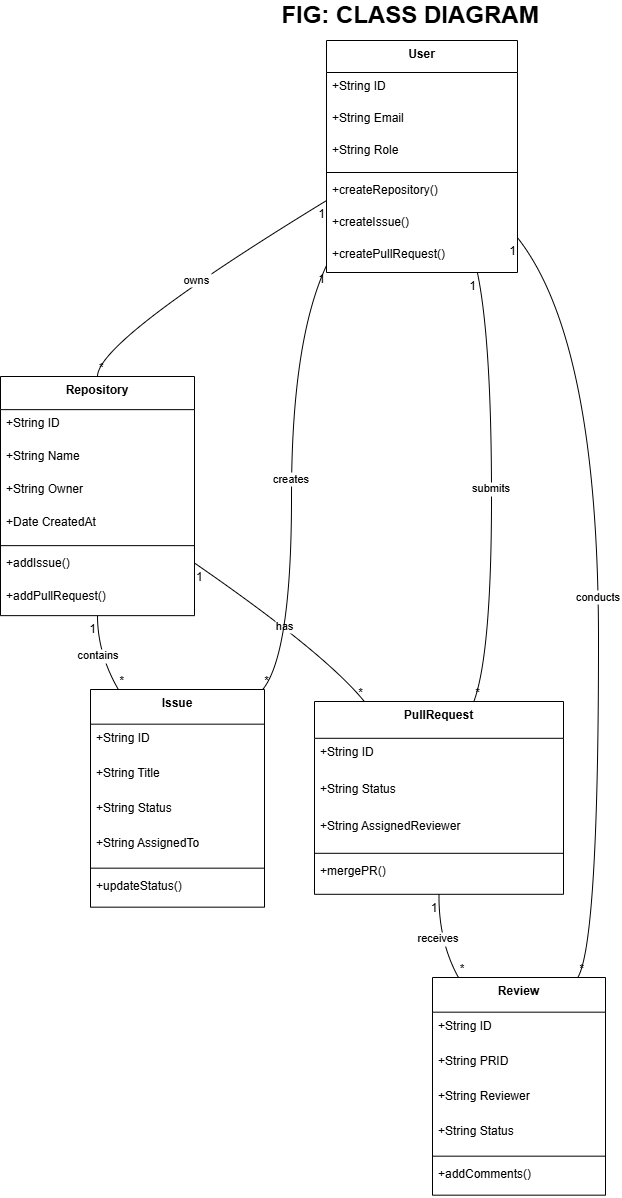 FIG: CLASS DIAGRAM
User
+String ID
+String Email
+String Role
+createRepository()
+createIssue()
+createPullRequest()
1
1
1
1
owns
*
Repository
+String ID
+String Name
+String Owner
+Date CreatedAt
+addIssue()
+addPullRequest()
creates
submits
conducts
1
1
has
contains
*
*
*
*
Issue
+String ID
+String Title
+String Status
+String AssignedTo
+updateStatus()
PullRequest
+String ID
+String Status
+String AssignedReviewer
+mergePR()
1
receives
*
*
Review
+String ID
+String PRID
+String Reviewer
+String Status
+addComments()